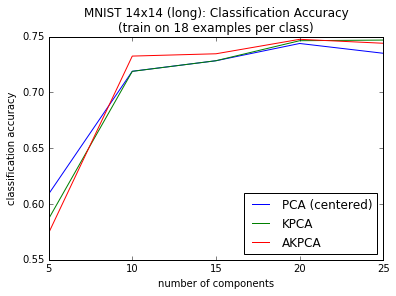 MNIST 14x14 (long): Classification Accuracy
(train on 18 examples per class)
classification accuracy
0.75
0.70
0.65
0.60
0.55
5
10
15
20
25
number of components
PCA (centered)
KPCA
AKPCA